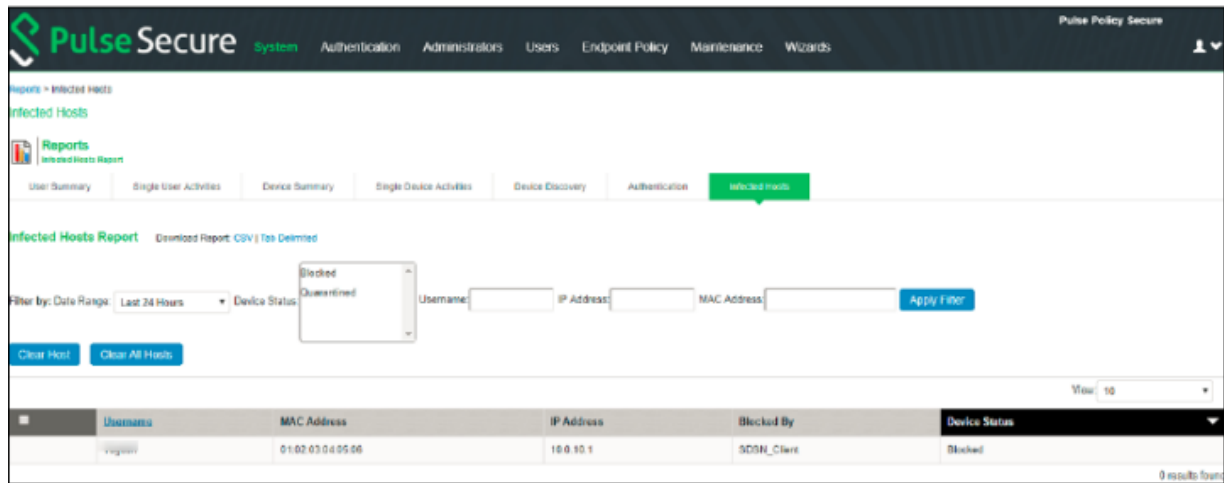 Pulse Policy Secure
Pulse Secure System Authentication Administrators Users Endpoint Policy Maintenance Wizards
Reports > Infected Hosts
Infected Hosts
Reports
Infected Hosts Report
User Summary Single User Activities Device Summary Single Device Activities Device Discovery Authentication Infected Hosts
Infected Hosts Report Download Report: CSV | Tab Delimited
Blocked
Quarantined
Filter by: Date Range: Last 24 Hours Device Status: Username: IP Address: MAC Address: Apply Filter
Clear Host Clear All Hosts
View: 10
Username MAC Address IP Address Blocked By Device Status
01:02:03:04:05:06 10.0.10.1 SDSN_Client Blocked
0 results found